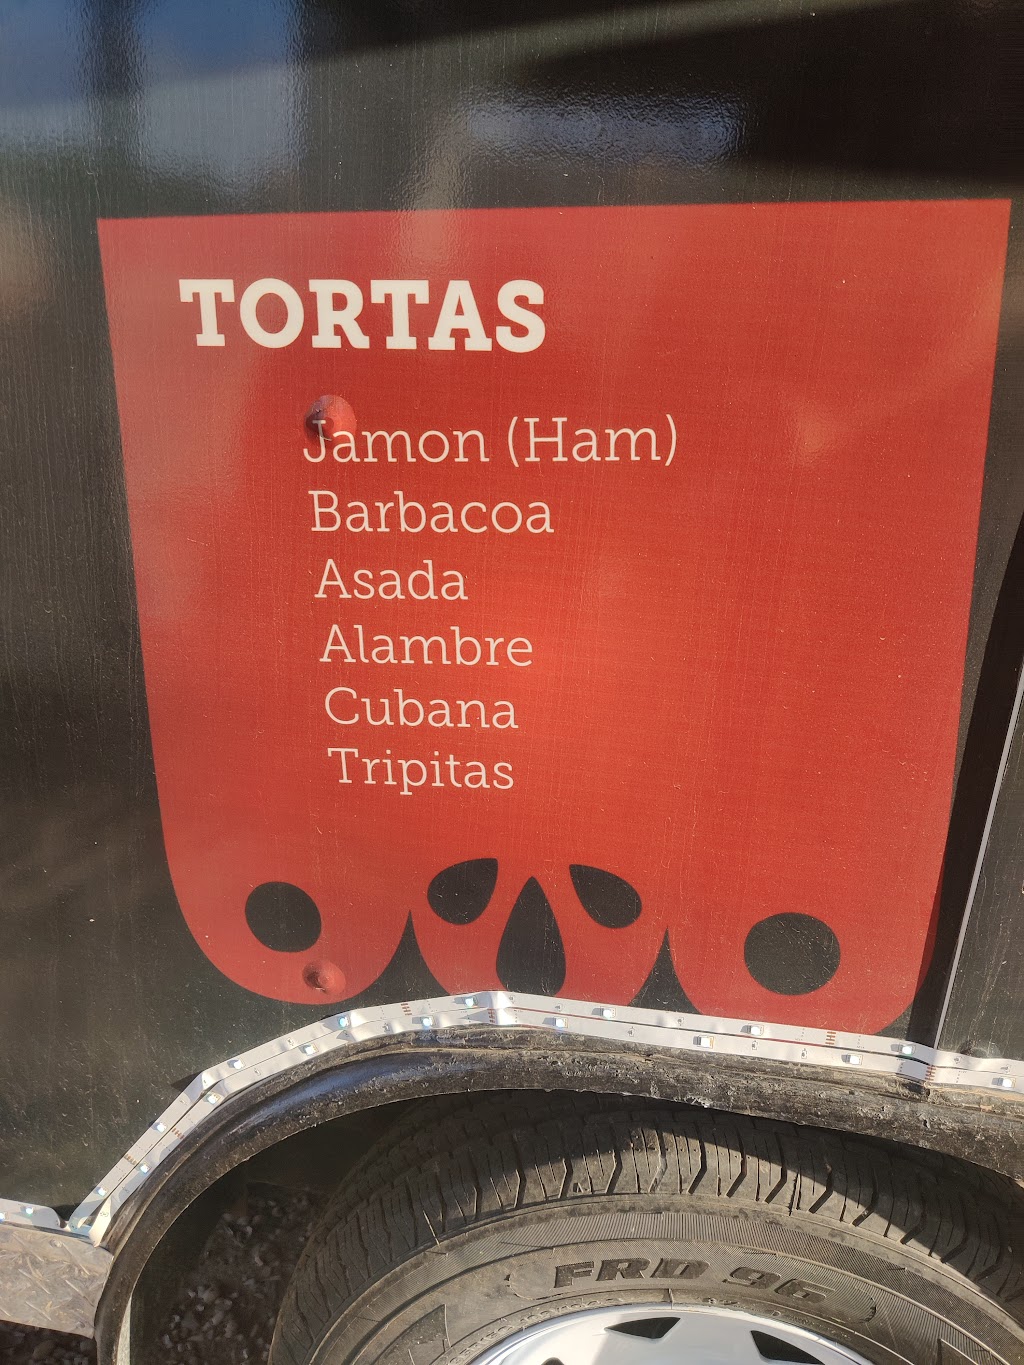 TORTAS
Jamon (Ham)
Barbacoa
Asada
Alambre
Cubana
Tripitas
FRD 96